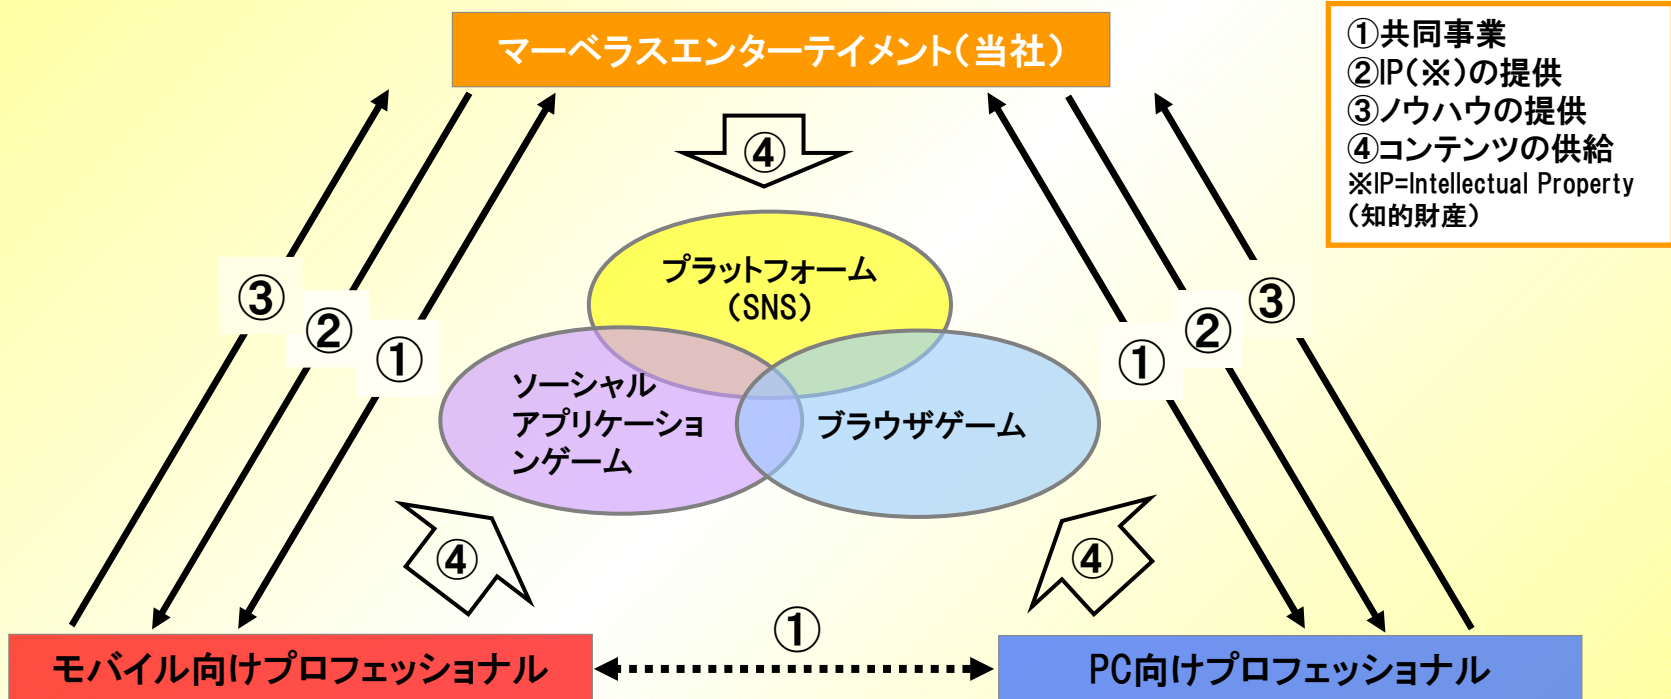 マーベラスエンターテイメント(当社)
①共同事業
②IP(※)の提供
③ノウハウの提供
④コンテンツの供給
※IP=Intellectual Property
(知的財産)
④
プラットフォーム
(SNS)
③
②
①
①
②
③
ソーシャル
アプリケーショ
ンゲーム
ブラウザゲーム
④
④
①
モバイル向けプロフェッショナル
PC向けプロフェッショナル